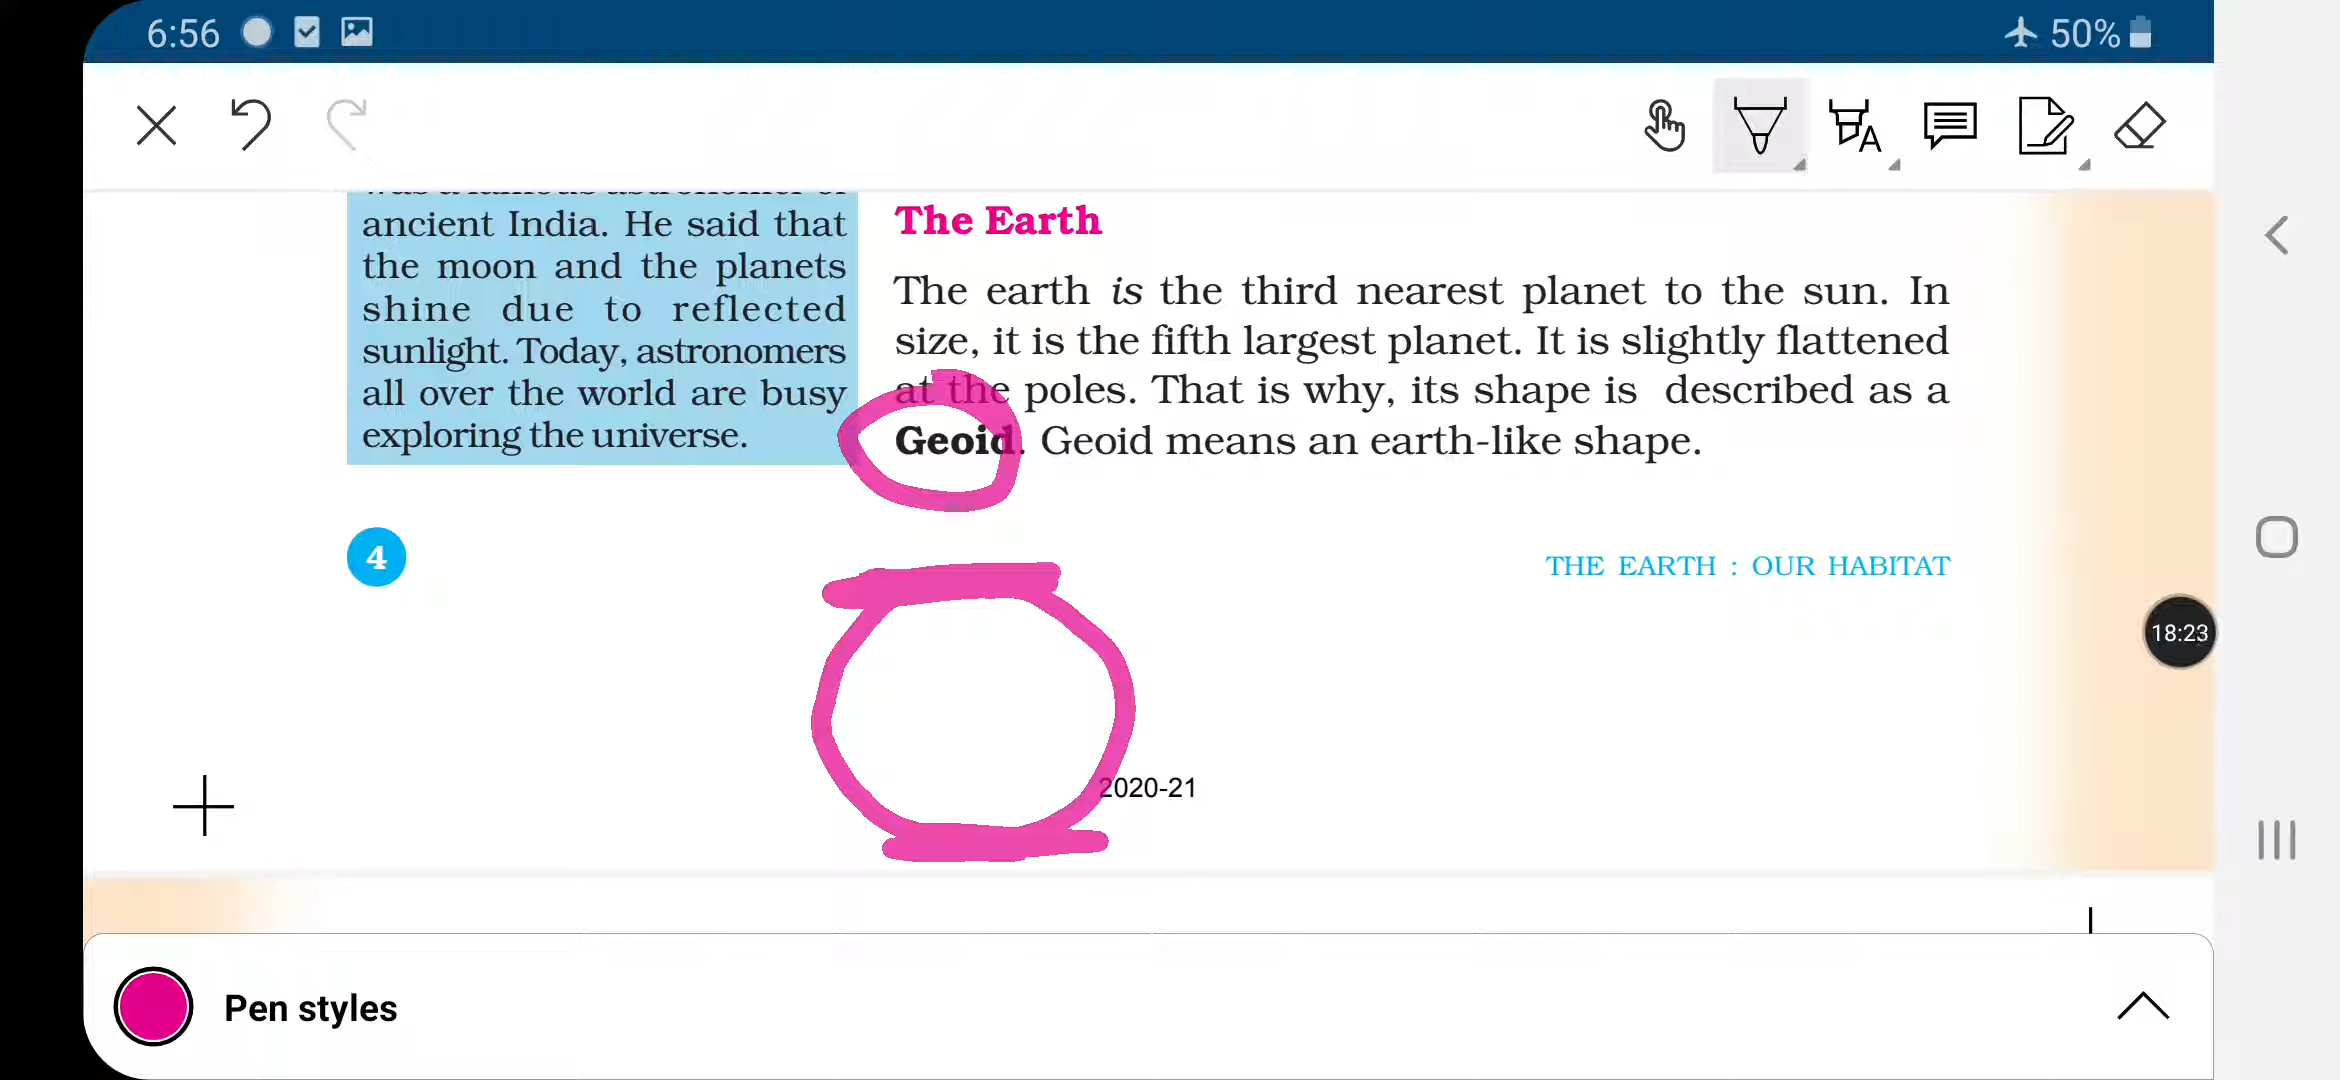 6:56
50%
ancient India. He said that
the moon and the planets
shine due to reflected
sunlight. Today, astronomers
all over the world are busy
exploring the universe.
The Earth
The earth is the third nearest planet to the sun. In
size, it is the fifth largest planet. It is slightly flattened
at the poles. That is why, its shape is described as a
Geoid. Geoid means an earth-like shape.
4
THE EARTH : OUR HABITAT
18:23
2020-21
Pen styles